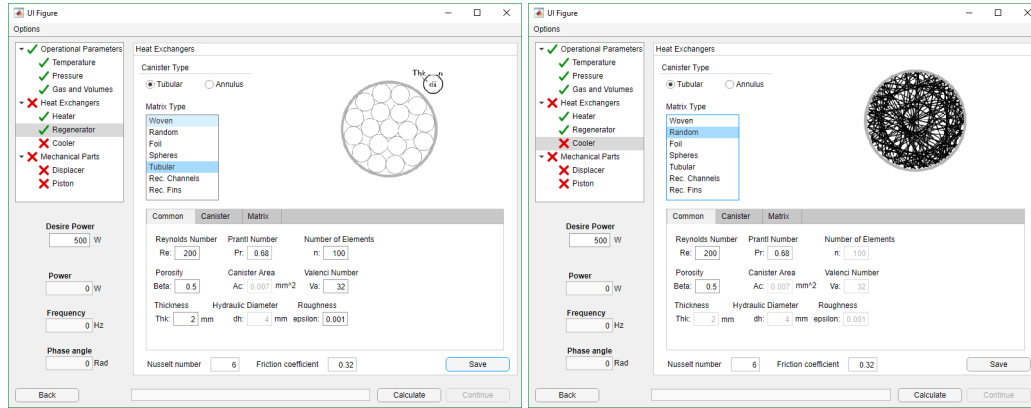 UI Figure
Options
Operational Parameters
Temperature
Pressure
Gas and Volumes
Heat Exchangers
Heater
Regenerator
Cooler
Mechanical Parts
Displacer
Piston
Desire Power
500 W
Power
0 W
Frequency
0 Hz
Phase angle
0 Rad
Back
Heat Exchangers
Canister Type
Tubular Annulus
Matrix Type
Woven
Random
Foil
Spheres
Tubular
Rec. Channels
Rec. Fins
Thk n
di
Common Canister Matrix
Reynolds Number Prantl Number Number of Elements
Re: 200 Pr: 0.68 n: 100
Porosity Canister Area Valenci Number
Beta: 0.5 Ac: 0.007 mm^2 Va: 32
Thickness Hydraulic Diameter Roughness
Thk: 2 mm dh: 4 mm epsilon: 0.001
Nusselt number 6 Friction coefficient 0.32 Save
Calculate Continue
UI Figure
Options
Operational Parameters
Temperature
Pressure
Gas and Volumes
Heat Exchangers
Heater
Regenerator
Cooler
Mechanical Parts
Displacer
Piston
Desire Power
500 W
Power
0 W
Frequency
0 Hz
Phase angle
0 Rad
Back
Heat Exchangers
Canister Type
Tubular Annulus
Matrix Type
Woven
Random
Foil
Spheres
Tubular
Rec. Channels
Rec. Fins
Common Canister Matrix
Reynolds Number Prantl Number Number of Elements
Re: 200 Pr: 0.68 n: 100
Porosity Canister Area Valenci Number
Beta: 0.5 Ac: 0.007 mm^2 Va: 32
Thickness Hydraulic Diameter Roughness
Thk: 2 mm dh: 4 mm epsilon: 0.001
Nusselt number 6 Friction coefficient 0.32 Save
Calculate Continue